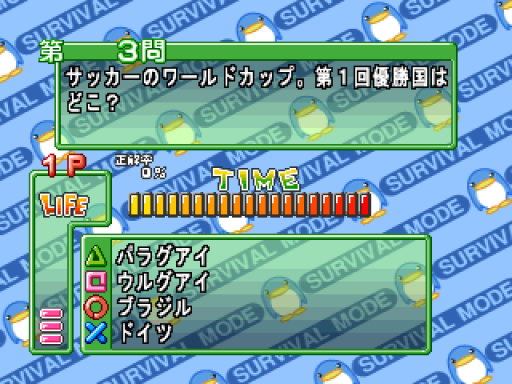 第 3問
サッカーのワールドカップ。第1回優勝国は
どこ?
1P
正解率
0%
TIME
LIFE
パラグアイ
ウルグアイ
ブラジル
ドイツ
SURVIVAL MODE